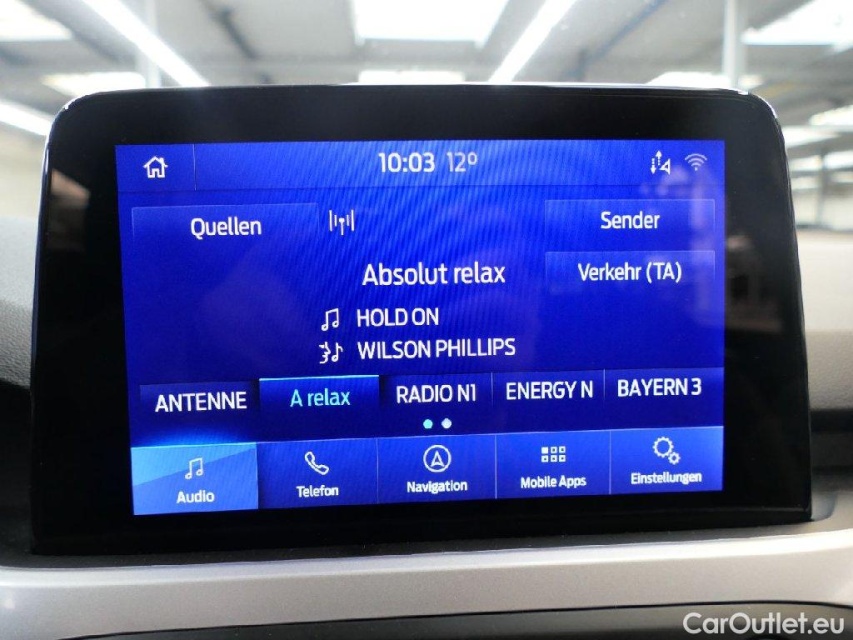 10:03 12°
Quellen
Sender
Absolut relax
Verkehr (TA)
HOLD ON
WILSON PHILLIPS
ANTENNE A relax RADIO N1 ENERGY N BAYERN 3
Audio Telefon Navigation Mobile Apps Einstellungen
CarOutlet.eu